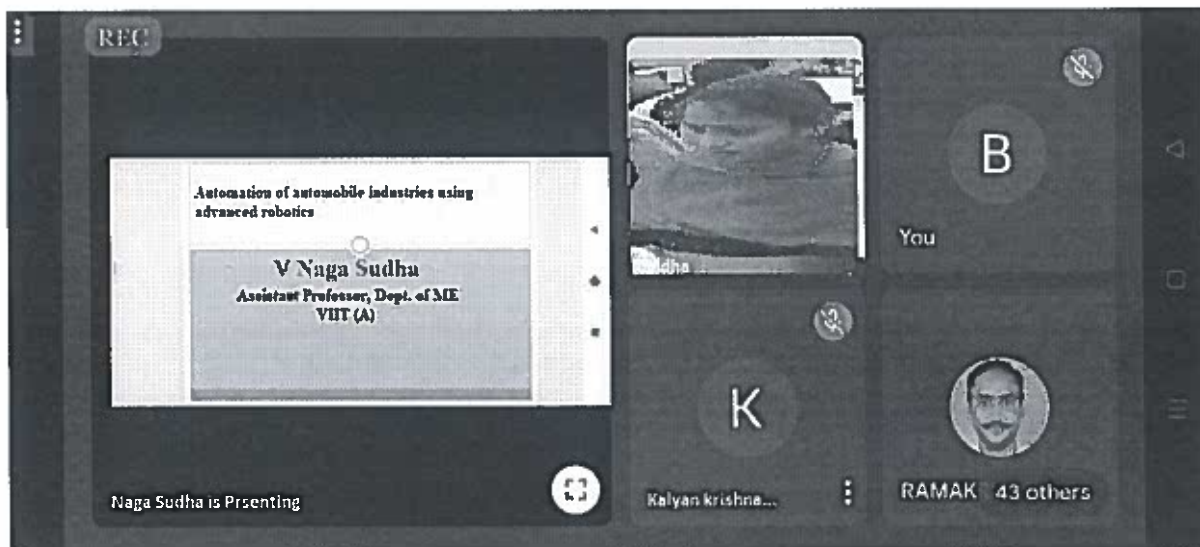 REC
Automation of automobile industries using
advanced robotics
V Naga Sudha
Assistant Professor, Dept. of ME
VIIT (A)
Naga Sudha is Prsenting
B
You
K
Kalyan krishna...
RAMAK 43 others